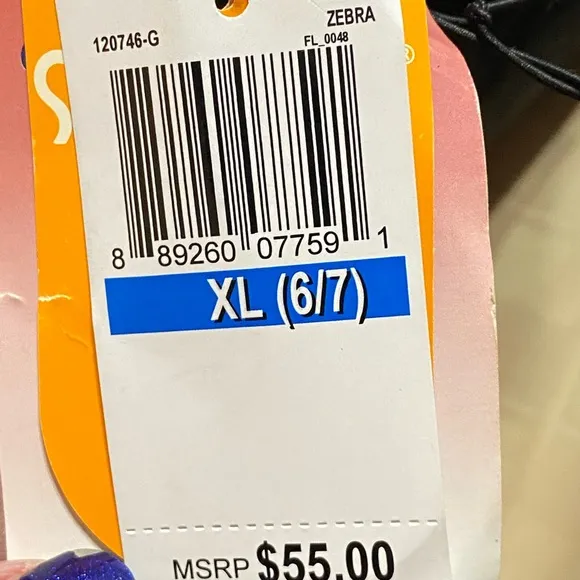 ZEBRA
120746-G
FL_0048
®
8 89260 07759 1
XL (6/7)
MSRP $55.00